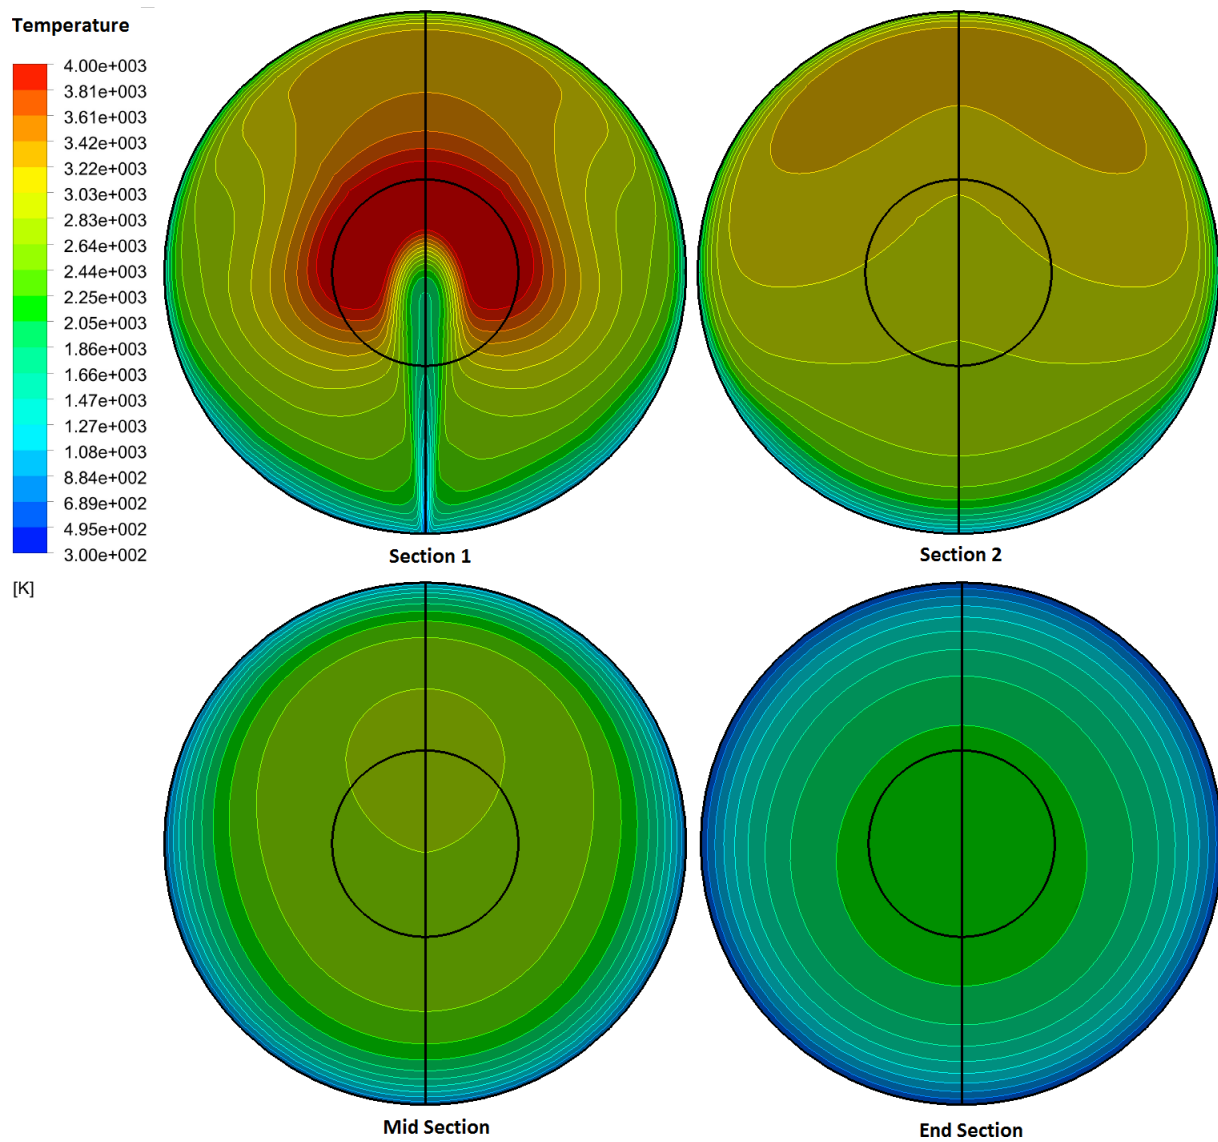 Temperature
4.00e+003
3.81e+003
3.61e+003
3.42e+003
3.22e+003
3.03e+003
2.83e+003
2.64e+003
2.44e+003
2.25e+003
2.05e+003
1.86e+003
1.66e+003
1.47e+003
1.27e+003
1.08e+003
8.84e+002
6.89e+002
4.95e+002
3.00e+002
[K]
Section 1
Section 2
Mid Section
End Section